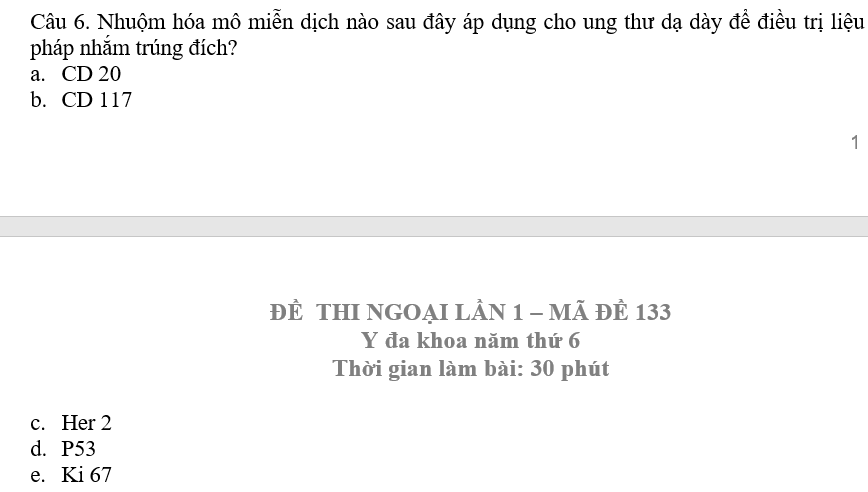 Câu 6. Nhuộm hóa mô miễn dịch nào sau đây áp dụng cho ung thư dạ dày để điều trị liệu
pháp nhắm trúng đích?
a. CD 20
b. CD 117
1
ĐỀ THI NGOẠI LẦN 1 – MÃ ĐỀ 133
Y đa khoa năm thứ 6
Thời gian làm bài: 30 phút
c. Her 2
d. P53
e. Ki 67